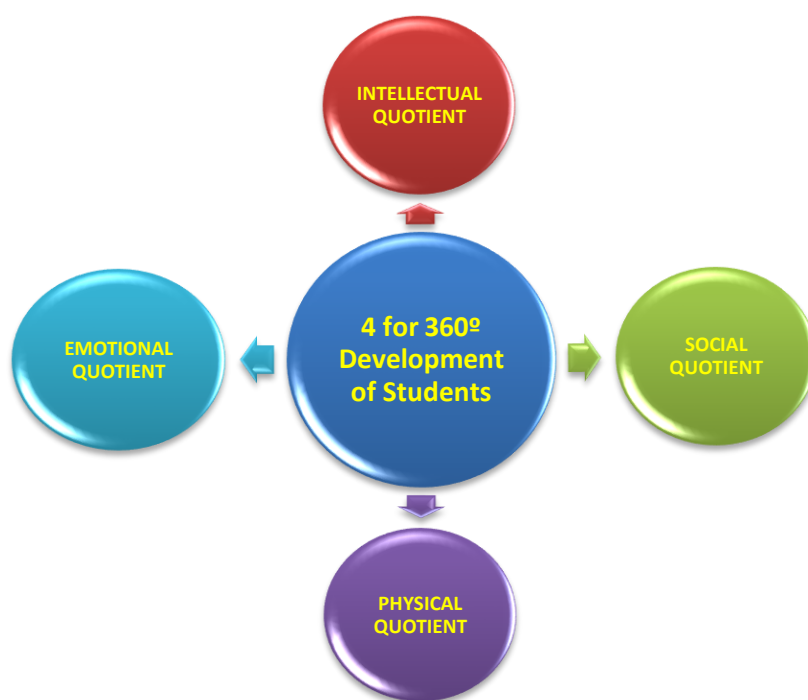 INTELLECTUAL
QUOTIENT
4 for 360º
Development
of Students
EMOTIONAL
QUOTIENT
SOCIAL
QUOTIENT
PHYSICAL
QUOTIENT